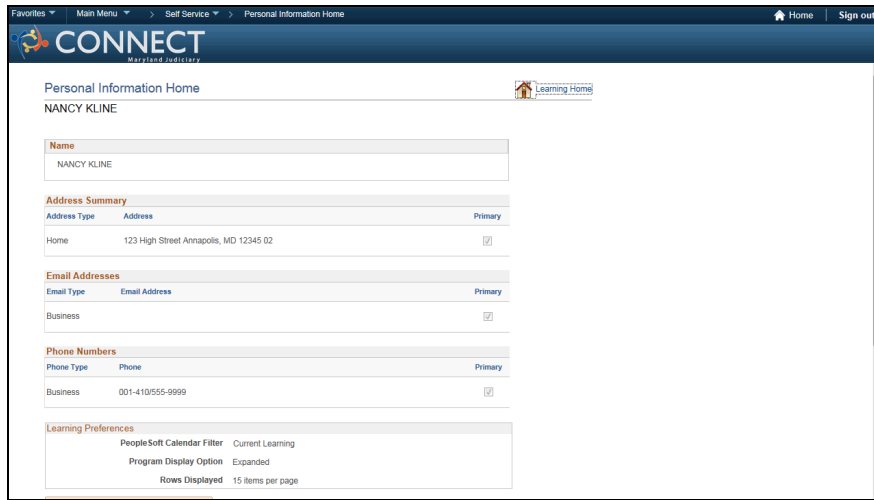 Favorites Main Menu > Self Service > Personal Information Home Home Sign out
CONNECT
Maryland Judiciary
Personal Information Home Learning Home
NANCY KLINE
Name
NANCY KLINE
Address Summary
Address Type Address Primary
Home 123 High Street Annapolis, MD 12345 02
Email Addresses
Email Type Email Address Primary
Business
Phone Numbers
Phone Type Phone Primary
Business 001-410/555-9999
Learning Preferences
PeopleSoft Calendar Filter Current Learning
Program Display Option Expanded
Rows Displayed 15 items per page